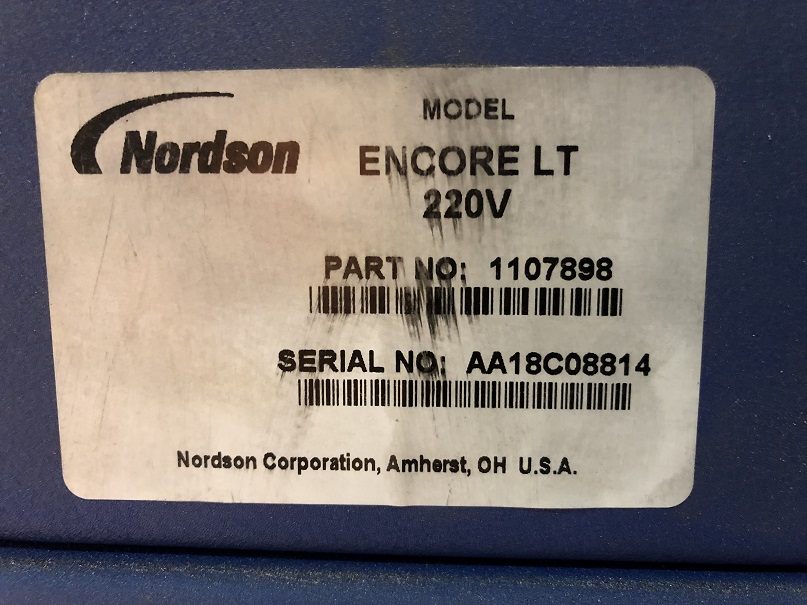 Nordson
MODEL
ENCORE LT
220V
PART NO: 1107898
SERIAL NO: AA18C08814
Nordson Corporation, Amherst, OH U.S.A.